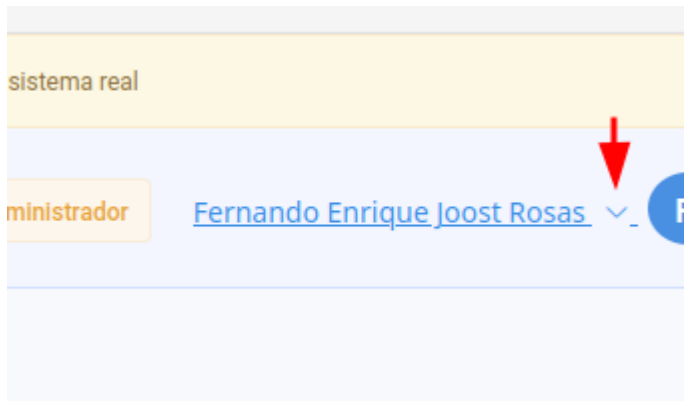 sistema real
ministrador
Fernando Enrique Joost Rosas
F